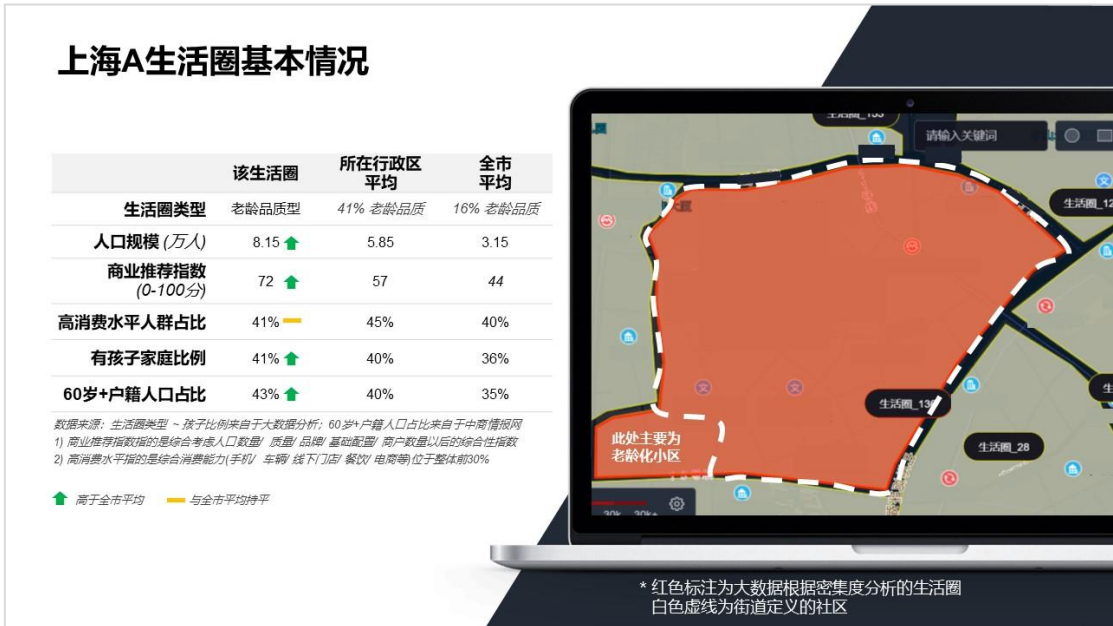 上海A生活圈基本情况
该生活圈 所在行政区平均 全市平均
生活圈类型 老龄品质型 41% 老龄品质 16% 老龄品质
人口规模 (万人) 8.15 5.85 3.15
商业推荐指数 (0-100分) 72 57 44
高消费水平人群占比 41% 45% 40%
有孩子家庭比例 41% 40% 36%
60岁+户籍人口占比 43% 40% 35%
数据来源：生活圈类型 ~ 孩子比例来自于大数据分析；60岁+户籍人口占比来自于中商情报网
1) 商业推荐指数指的是综合考虑人口数量/ 质量/ 品牌/ 基础配置/ 商户数量以后的综合性指数
2) 高消费水平指的是综合消费能力(手机/ 车辆/ 线下门店/ 餐饮/ 电商等)位于整体前30%
高于全市平均 与全市平均持平
请输入关键词
生活圈_12
生活圈_28
此处主要为
老龄化小区
* 红色标注为大数据根据密集度分析的生活圈
白色虚线为街道定义的社区